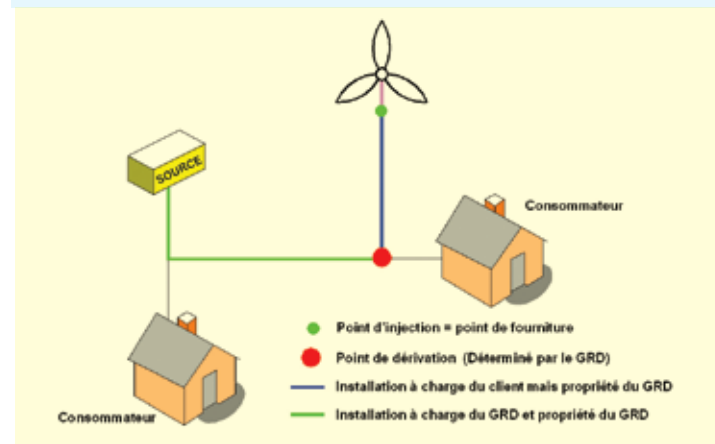 SOURCE
Consommateur
Consommateur
Point d'injection = point de fourniture
Point de dérivation (Déterminé par le GRD)
Installation à charge du client mais propriété du GRD
Installation à charge du GRD et propriété du GRD